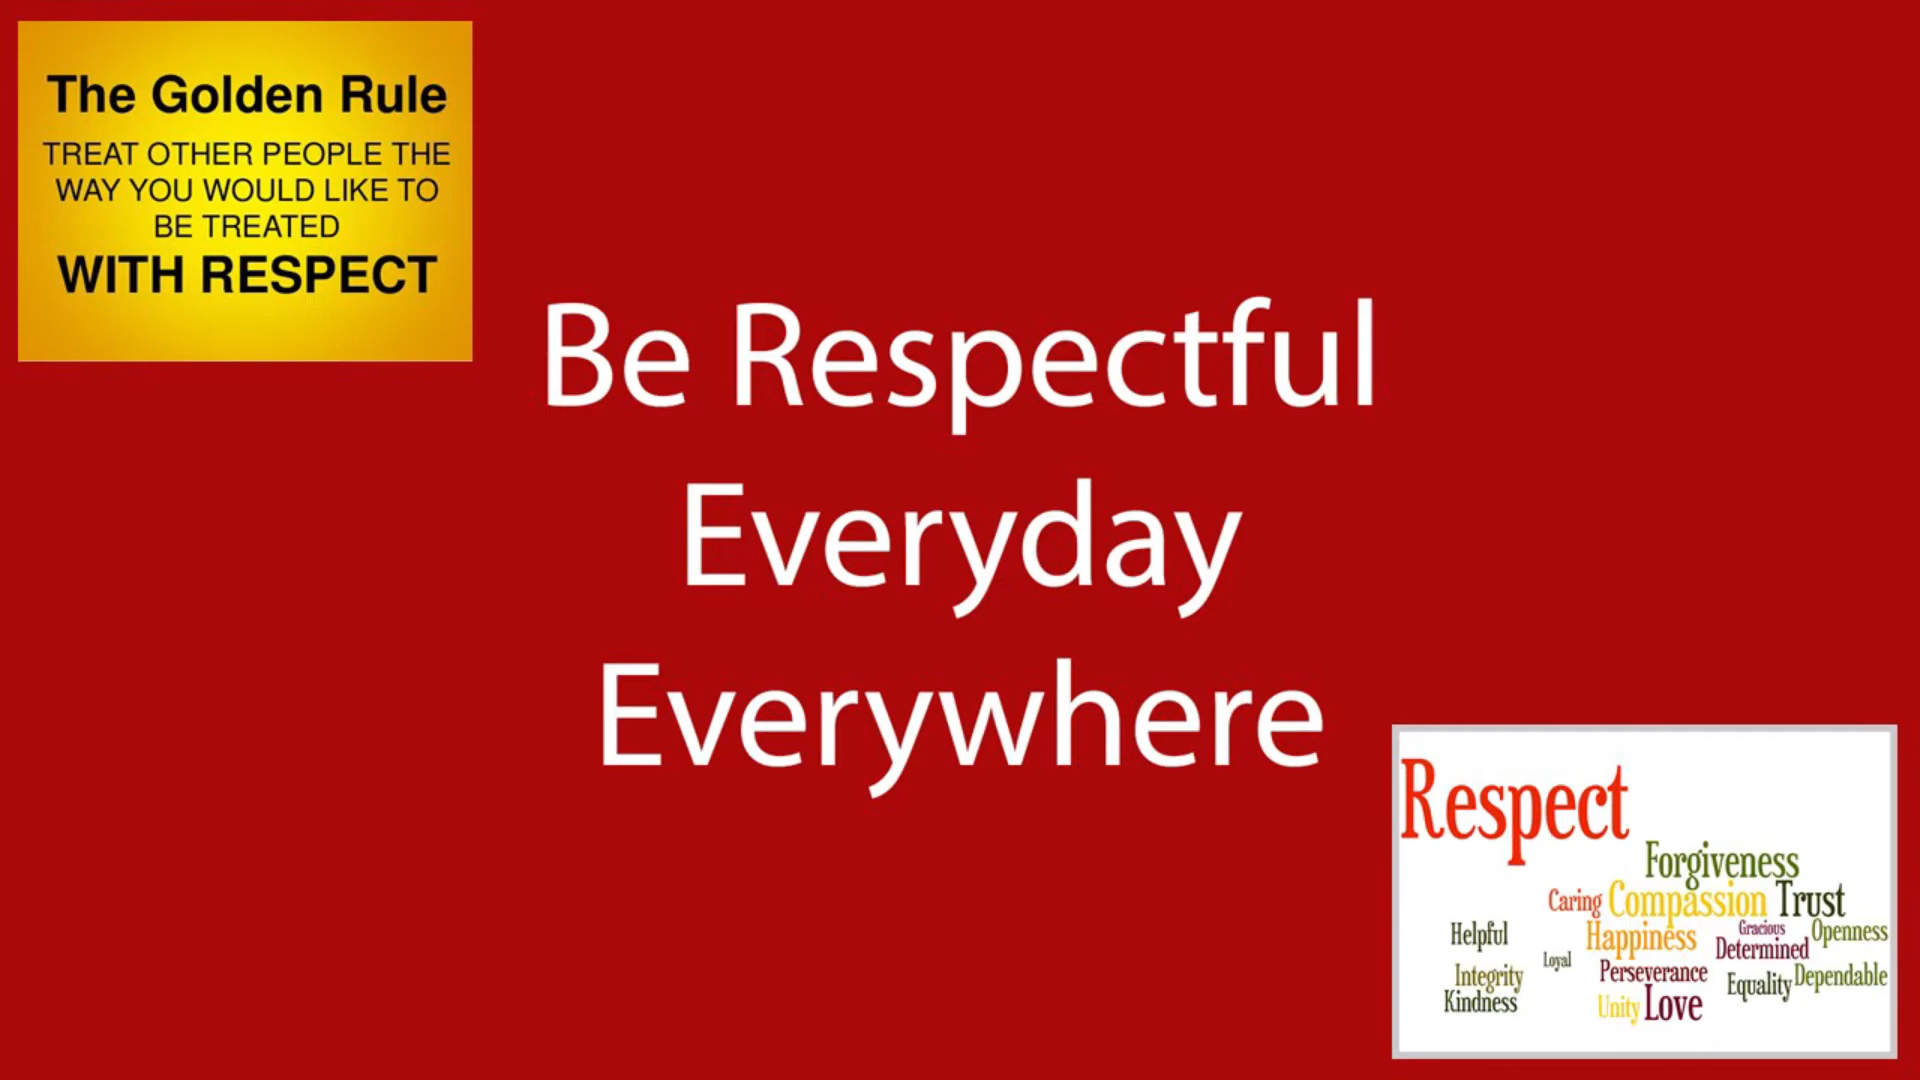 The Golden Rule
TREAT OTHER PEOPLE THE
WAY YOU WOULD LIKE TO
BE TREATED
WITH RESPECT
Be Respectful
Everyday
Everywhere
Respect
Forgiveness
Caring Compassion Trust
Helpful Happiness Gracious Openness
Loyal Determined
Integrity Perseverance Equality Dependable
Kindness Unity Love